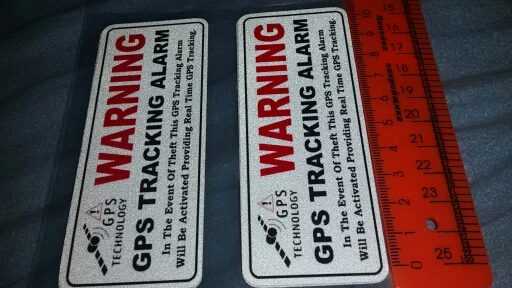 WARNING
GPS TRACKING ALARM
In The Event Of Theft This GPS Tracking Alarm
Will Be Activated Providing Real Time GPS Tracking.
GPS
TECHNOLOGY
WARNING
GPS TRACKING ALARM
In The Event Of Theft This GPS Tracking Alarm
Will Be Activated Providing Real Time GPS Tracking.
GPS
TECHNOLOGY